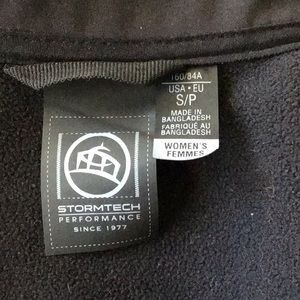 160/84A
USA • EU
S/P
MADE IN
BANGLADESH
FABRIQUÉ AU
BANGLADESH
WOMEN'S
FEMMES
STORMTECH
PERFORMANCE
SINCE 1977